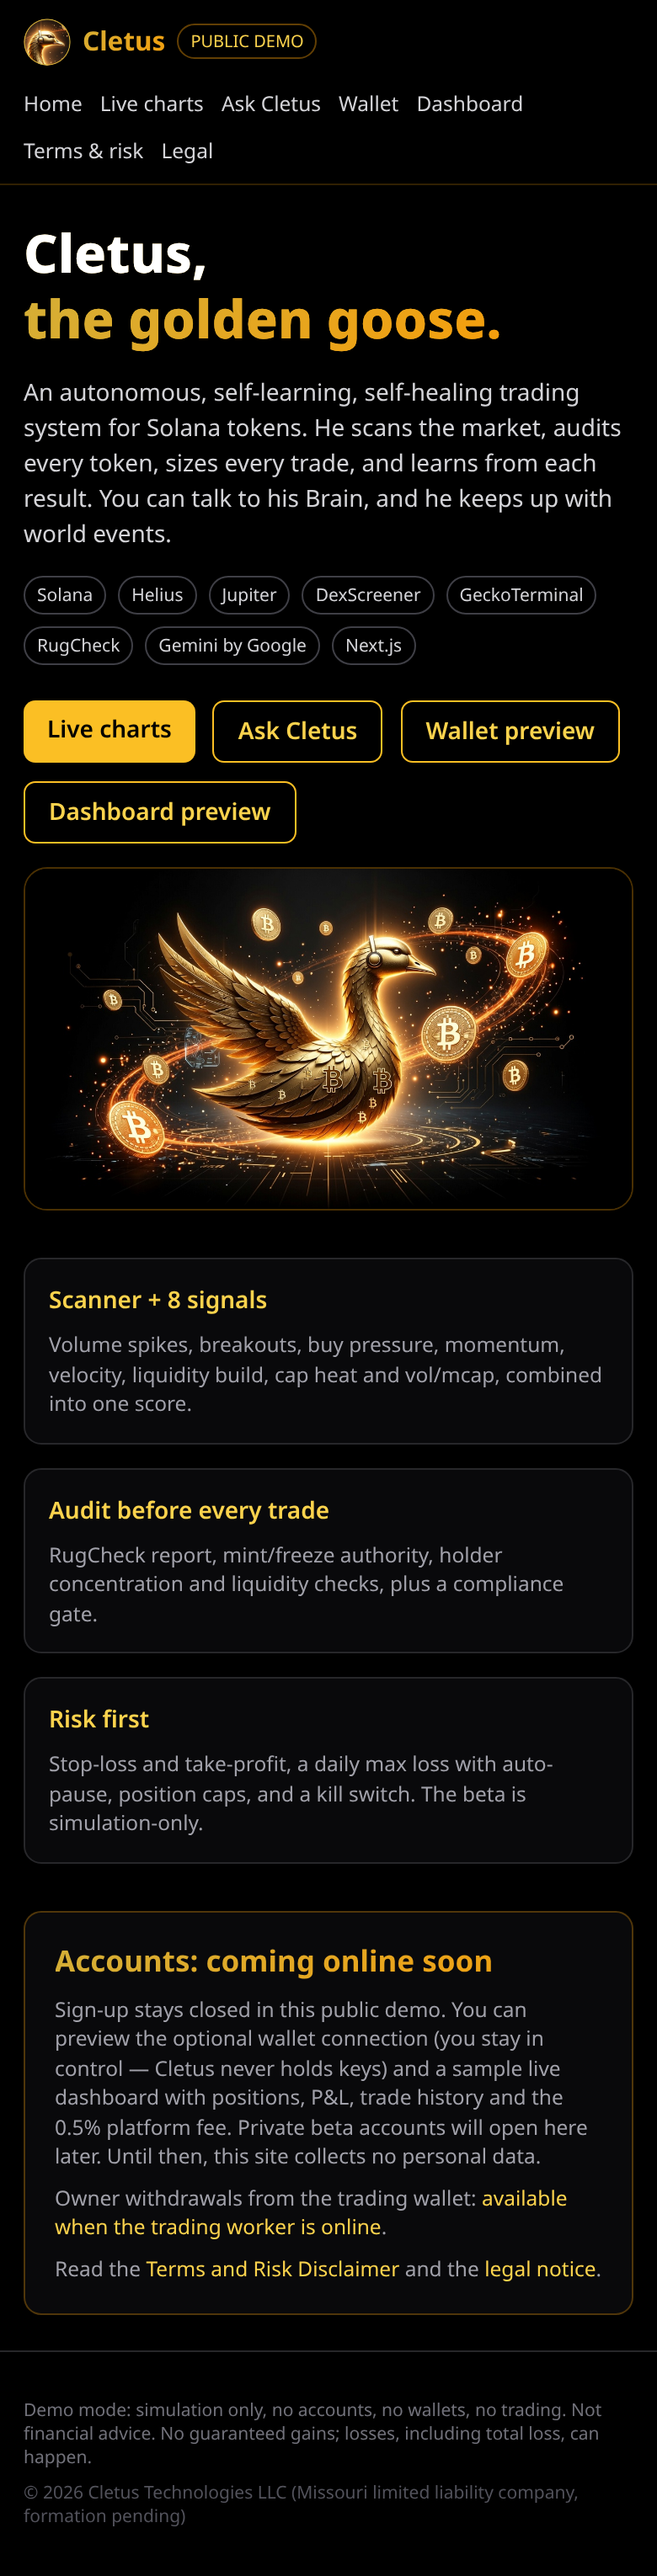 Cletus PUBLIC DEMO
Home Live charts Ask Cletus Wallet Dashboard
Terms & risk Legal
Cletus,
the golden goose.
An autonomous, self-learning, self-healing trading
system for Solana tokens. He scans the market, audits
every token, sizes every trade, and learns from each
result. You can talk to his Brain, and he keeps up with
world events.
Solana Helius Jupiter DexScreener GeckoTerminal
RugCheck Gemini by Google Next.js
Live charts Ask Cletus Wallet preview
Dashboard preview
Scanner + 8 signals
Volume spikes, breakouts, buy pressure, momentum,
velocity, liquidity build, cap heat and vol/mcap, combined
into one score.
Audit before every trade
RugCheck report, mint/freeze authority, holder
concentration and liquidity checks, plus a compliance
gate.
Risk first
Stop-loss and take-profit, a daily max loss with auto-
pause, position caps, and a kill switch. The beta is
simulation-only.
Accounts: coming online soon
Sign-up stays closed in this public demo. You can
preview the optional wallet connection (you stay in
control — Cletus never holds keys) and a sample live
dashboard with positions, P&L, trade history and the
0.5% platform fee. Private beta accounts will open here
later. Until then, this site collects no personal data.
Owner withdrawals from the trading wallet: available
when the trading worker is online.
Read the Terms and Risk Disclaimer and the legal notice.
Demo mode: simulation only, no accounts, no wallets, no trading. Not
financial advice. No guaranteed gains; losses, including total loss, can
happen.
© 2026 Cletus Technologies LLC (Missouri limited liability company,
formation pending)